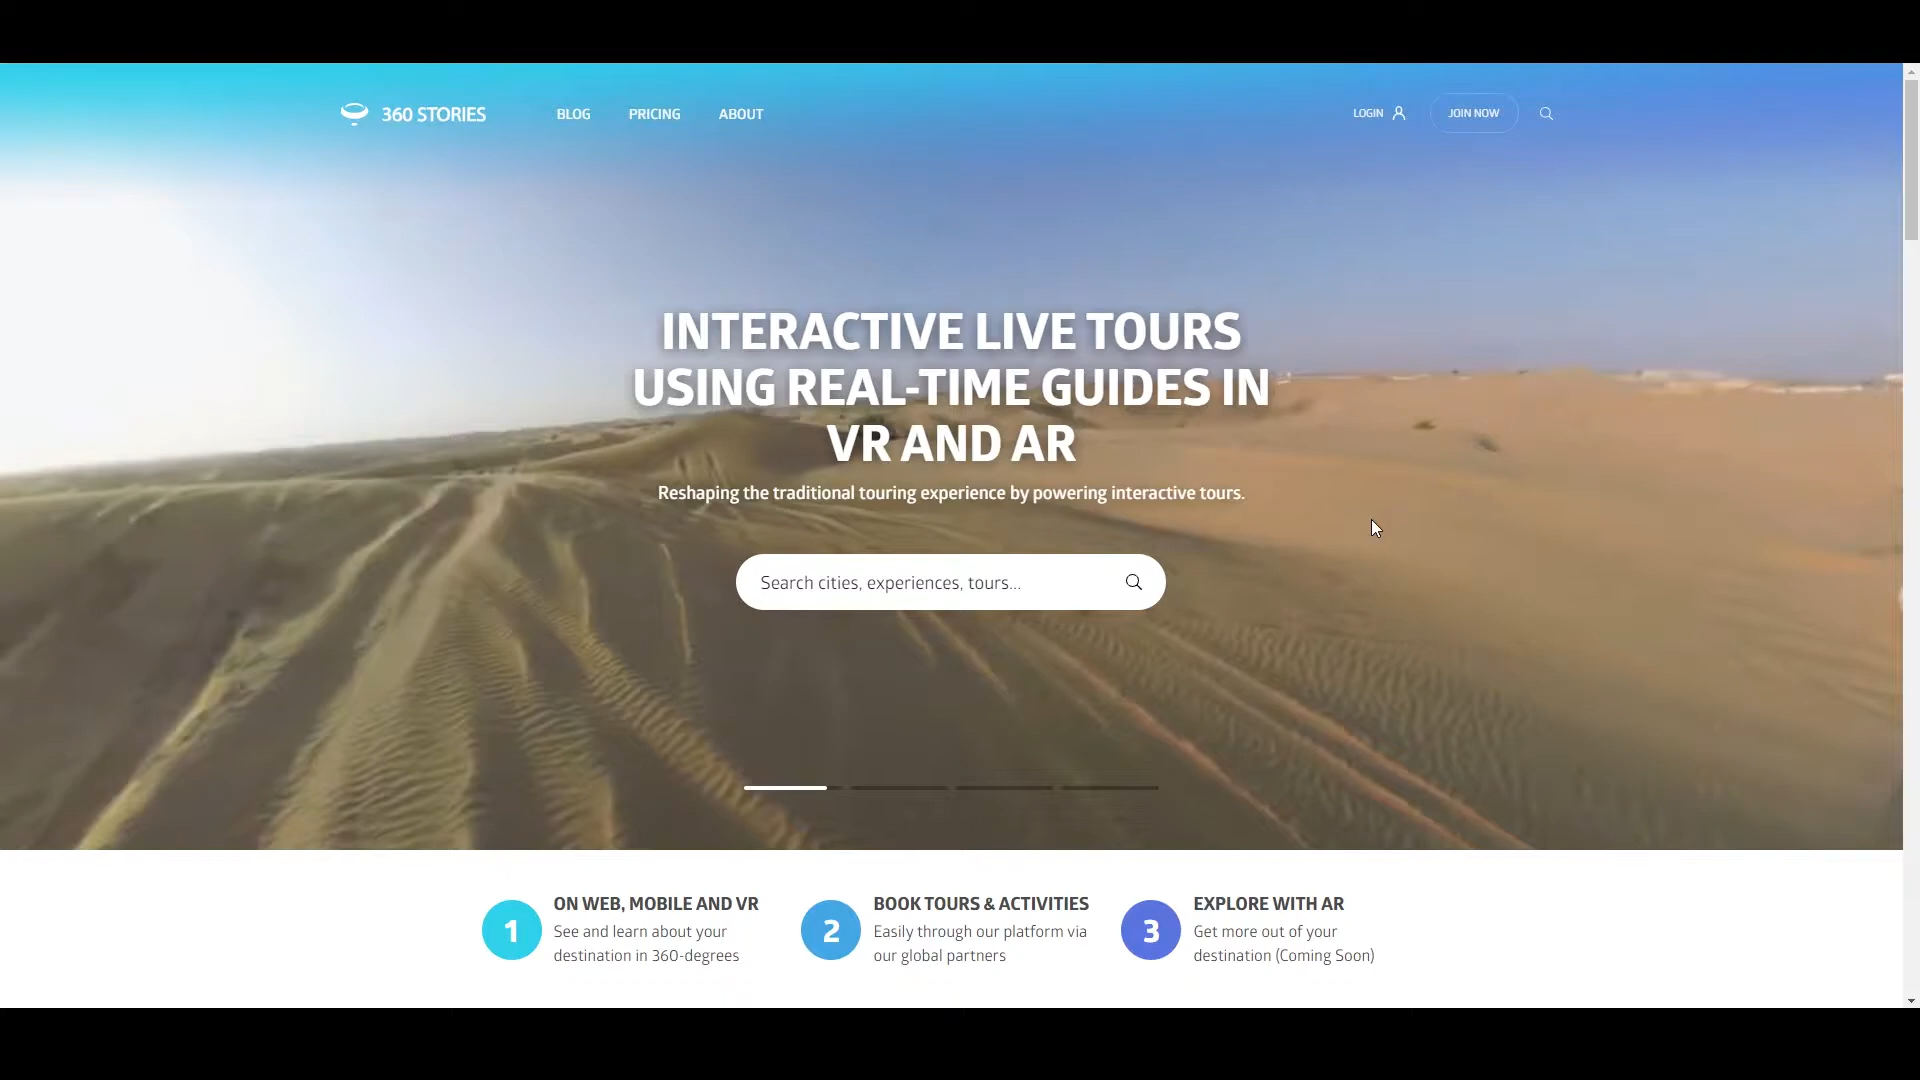 360 STORIES
BLOG
PRICING
ABOUT
LOGIN
JOIN NOW
INTERACTIVE LIVE TOURS
USING REAL-TIME GUIDES IN
VR AND AR
Reshaping the traditional touring experience by powering interactive tours.
Search cities, experiences, tours...
1
ON WEB, MOBILE AND VR
See and learn about your
destination in 360-degrees
2
BOOK TOURS & ACTIVITIES
Easily through our platform via
our global partners
3
EXPLORE WITH AR
Get more out of your
destination (Coming Soon)